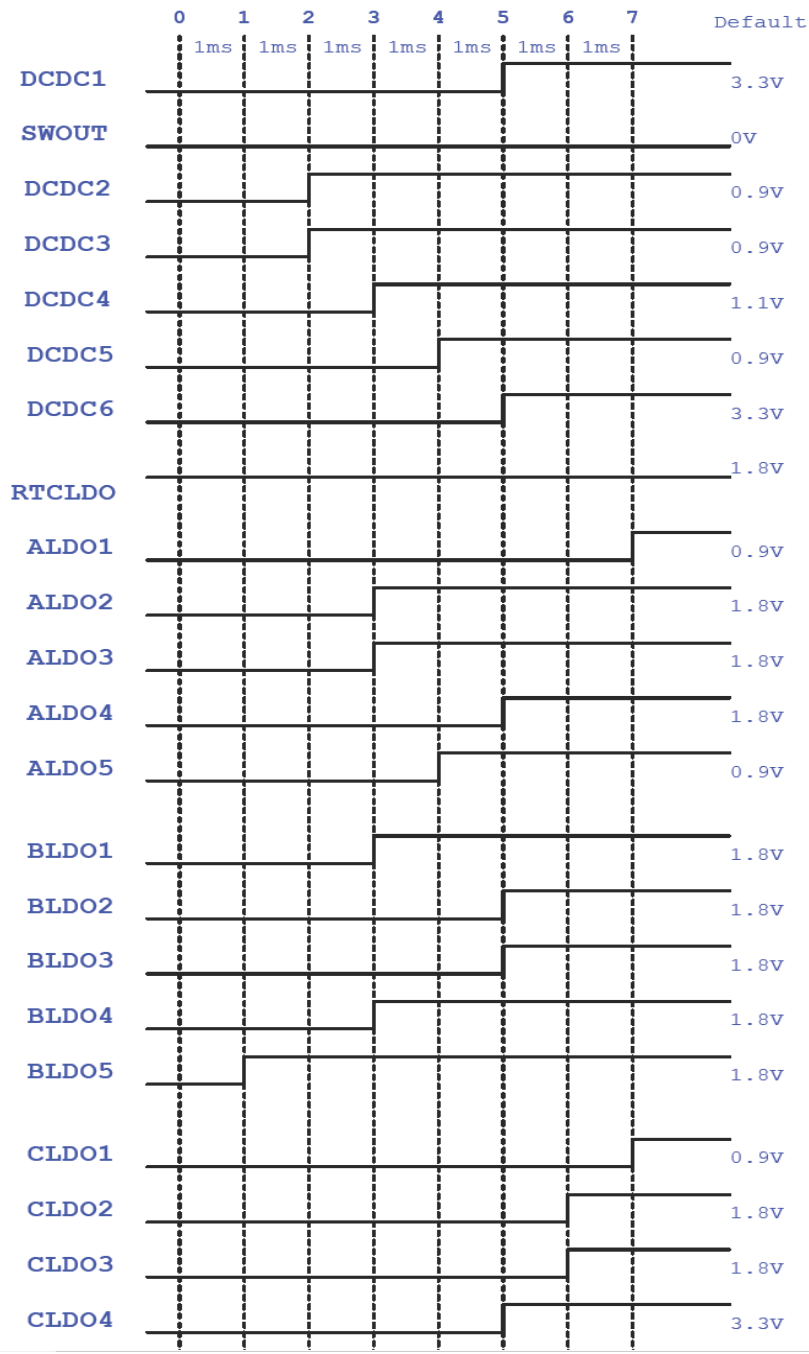 0 1 2 3 4 5 6 7 Default
1ms 1ms 1ms 1ms 1ms 1ms 1ms
DCDC1 3.3V
SWOUT 0V
DCDC2 0.9V
DCDC3 0.9V
DCDC4 1.1V
DCDC5 0.9V
DCDC6 3.3V
RTCLDO 1.8V
ALDO1 0.9V
ALDO2 1.8V
ALDO3 1.8V
ALDO4 1.8V
ALDO5 0.9V
BLDO1 1.8V
BLDO2 1.8V
BLDO3 1.8V
BLDO4 1.8V
BLDO5 1.8V
CLDO1 0.9V
CLDO2 1.8V
CLDO3 1.8V
CLDO4 3.3V